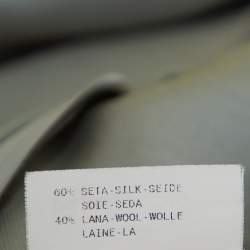 60% SETA-SILK-SEIDE
SOIE-SEDA
40% LANA-WOOL-WOLLE
LAINE-LA